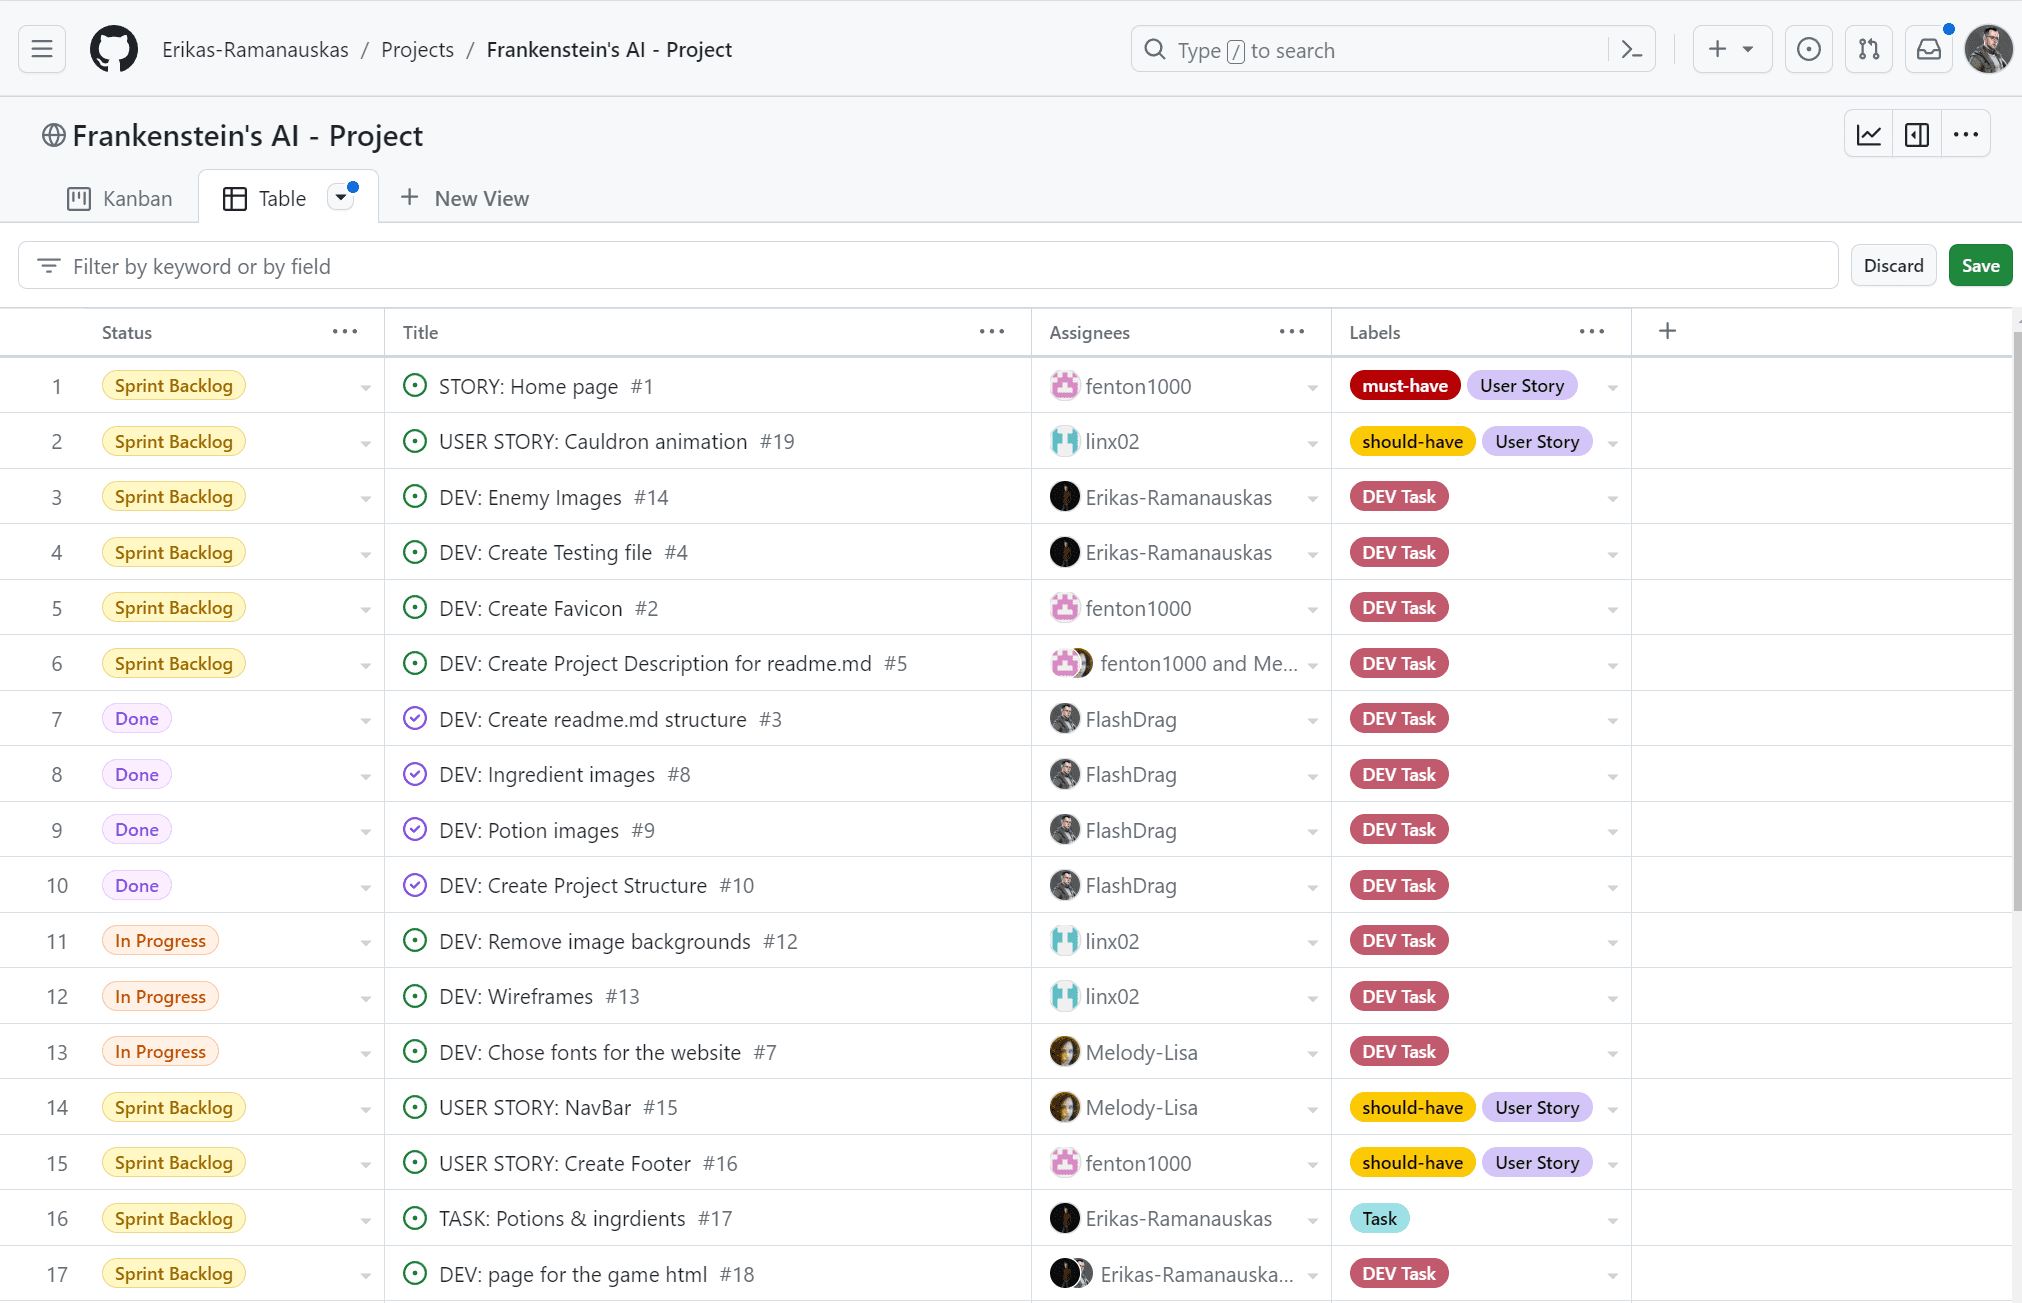 Erikas-Ramanauskas / Projects / Frankenstein's AI - Project Type / to search
Frankenstein's AI - Project
Kanban Table New View
Filter by keyword or by field Discard Save
Status Title Assignees Labels
1 Sprint Backlog STORY: Home page #1 fenton1000 must-have User Story
2 Sprint Backlog USER STORY: Cauldron animation #19 linx02 should-have User Story
3 Sprint Backlog DEV: Enemy Images #14 Erikas-Ramanauskas DEV Task
4 Sprint Backlog DEV: Create Testing file #4 Erikas-Ramanauskas DEV Task
5 Sprint Backlog DEV: Create Favicon #2 fenton1000 DEV Task
6 Sprint Backlog DEV: Create Project Description for readme.md #5 fenton1000 and Me... DEV Task
7 Done DEV: Create readme.md structure #3 FlashDrag DEV Task
8 Done DEV: Ingredient images #8 FlashDrag DEV Task
9 Done DEV: Potion images #9 FlashDrag DEV Task
10 Done DEV: Create Project Structure #10 FlashDrag DEV Task
11 In Progress DEV: Remove image backgrounds #12 linx02 DEV Task
12 In Progress DEV: Wireframes #13 linx02 DEV Task
13 In Progress DEV: Chose fonts for the website #7 Melody-Lisa DEV Task
14 Sprint Backlog USER STORY: NavBar #15 Melody-Lisa should-have User Story
15 Sprint Backlog USER STORY: Create Footer #16 fenton1000 should-have User Story
16 Sprint Backlog TASK: Potions & ingrdients #17 Erikas-Ramanauskas Task
17 Sprint Backlog DEV: page for the game html #18 Erikas-Ramanauska... DEV Task